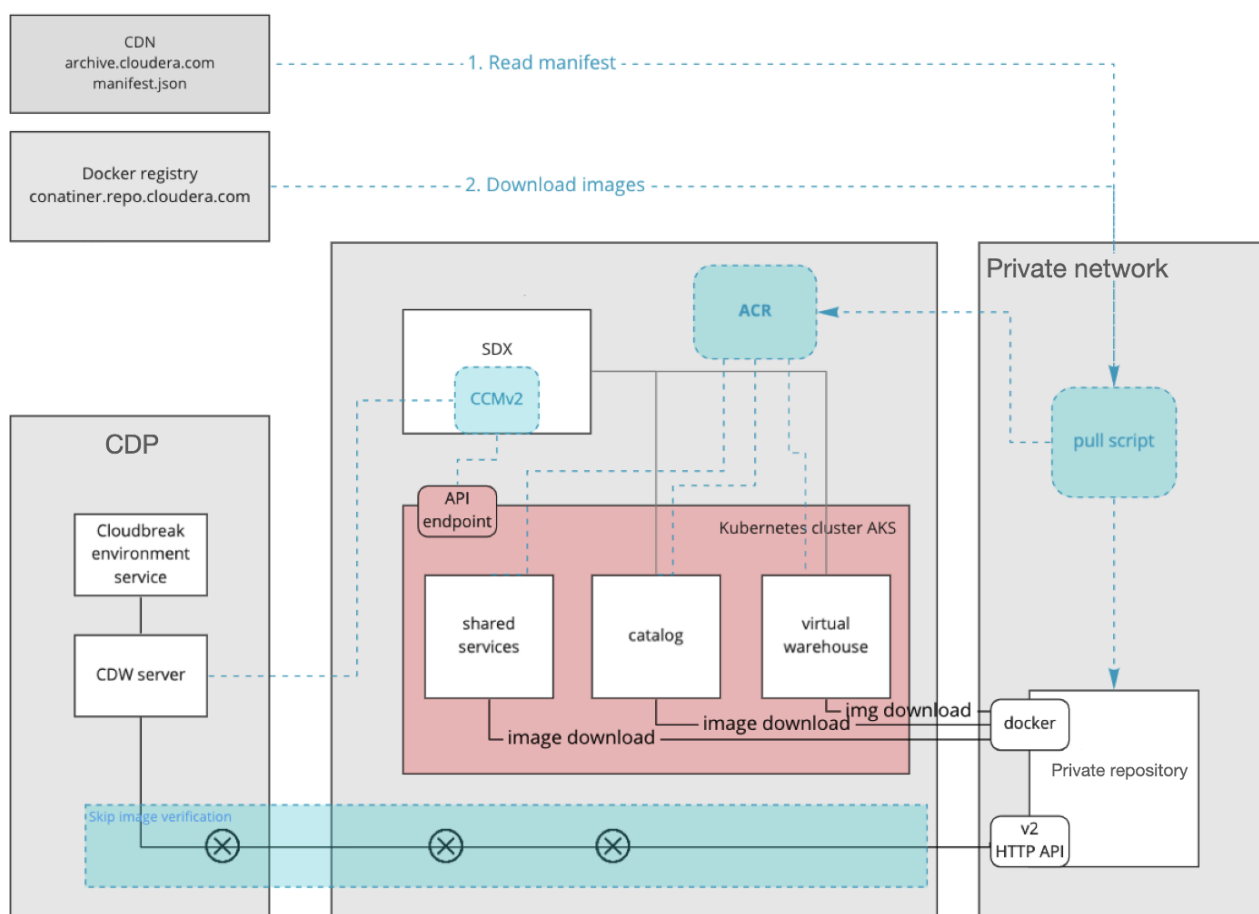 CDN
archive.cloudera.com
manifest.json
1. Read manifest
Docker registry
conatiner.repo.cloudera.com
2. Download images
Private network
ACR
SDX
CCMv2
pull script
CDP
API
endpoint
Kubernetes cluster AKS
Cloudbreak
environment
service
shared
services
catalog
virtual
warehouse
CDW server
img download
image download
image download
docker
Private repository
Skip image verification
v2
HTTP API